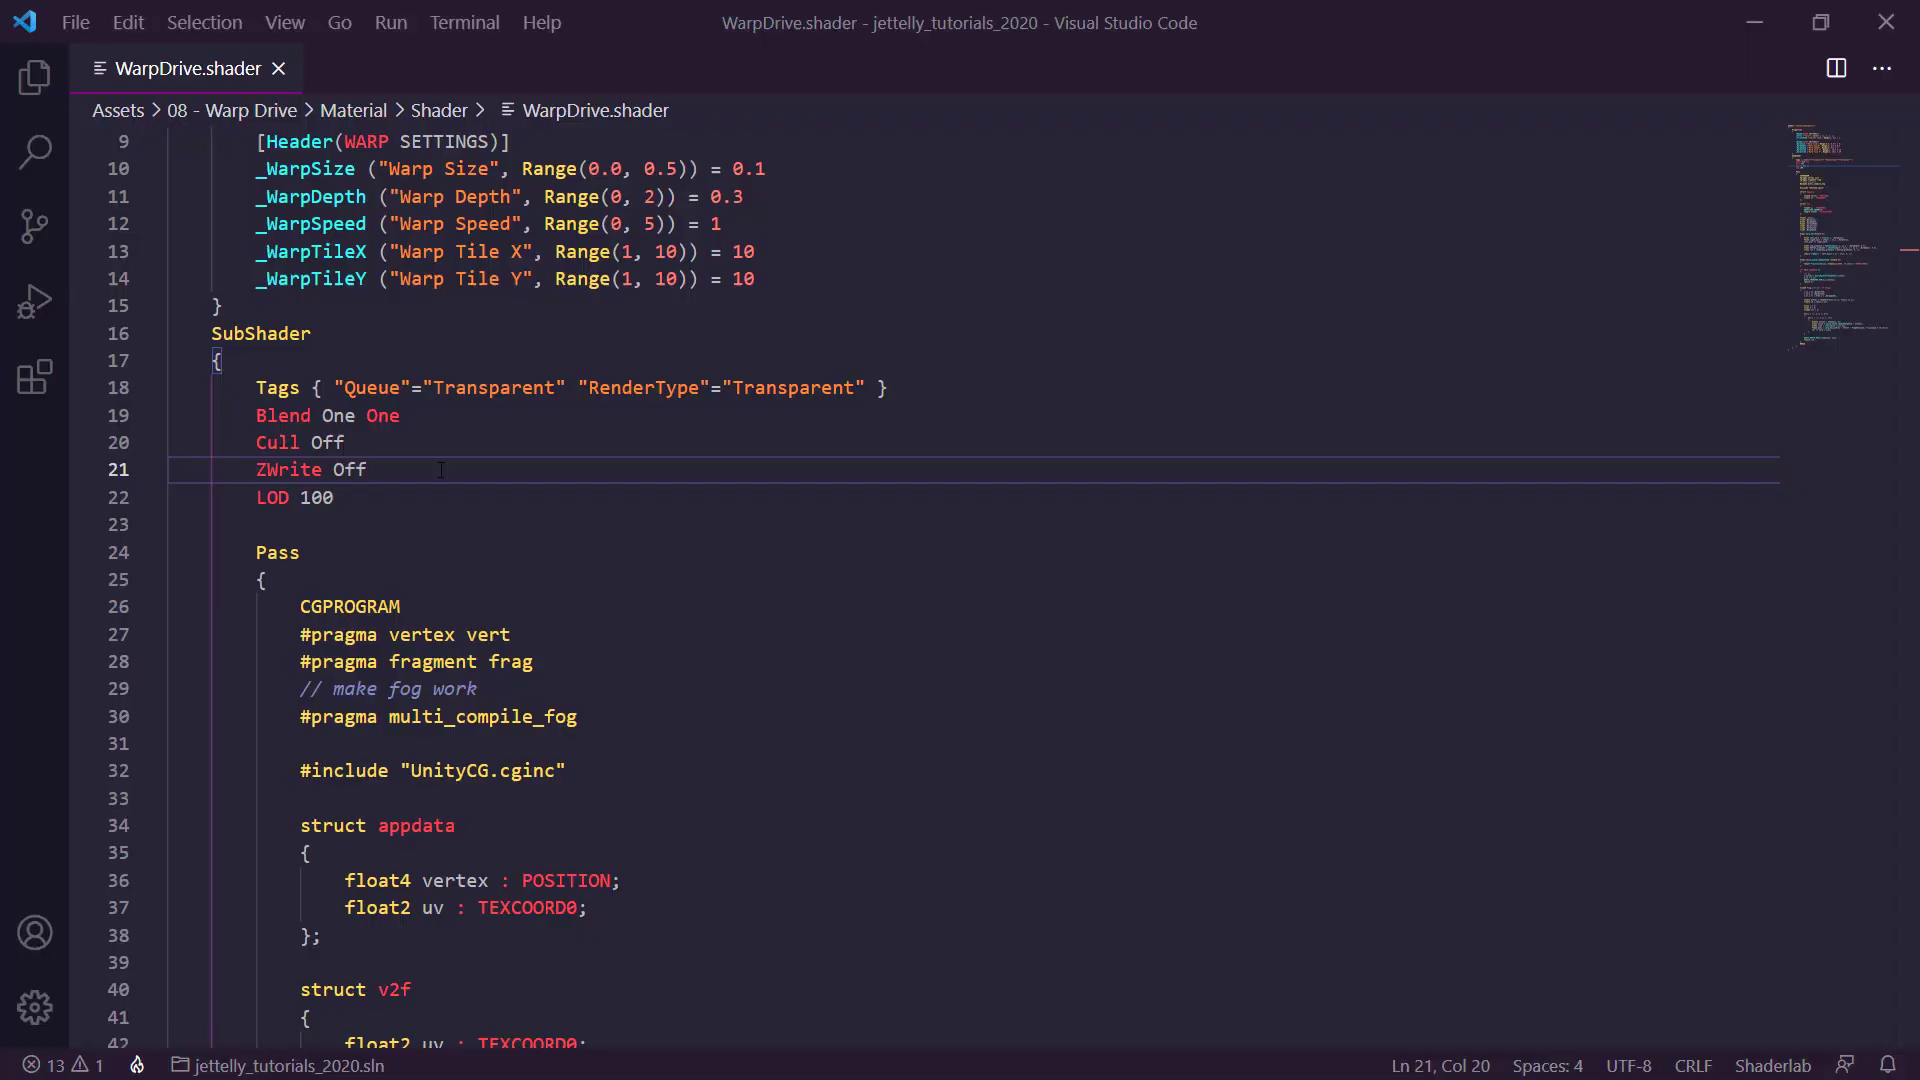 File Edit Selection View Go Run Terminal Help
WarpDrive.shader - jettelly_tutorials_2020 - Visual Studio Code
WarpDrive.shader
Assets > 08 - Warp Drive > Material > Shader > WarpDrive.shader
9 [Header(WARP SETTINGS)]
10 _WarpSize ("Warp Size", Range(0.0, 0.5)) = 0.1
11 _WarpDepth ("Warp Depth", Range(0, 2)) = 0.3
12 _WarpSpeed ("Warp Speed", Range(0, 5)) = 1
13 _WarpTileX ("Warp Tile X", Range(1, 10)) = 10
14 _WarpTileY ("Warp Tile Y", Range(1, 10)) = 10
15 }
16 SubShader
17 {
18 Tags { "Queue"="Transparent" "RenderType"="Transparent" }
19 Blend One One
20 Cull Off
21 ZWrite Off
22 LOD 100
23
24 Pass
25 {
26 CGPROGRAM
27 #pragma vertex vert
28 #pragma fragment frag
29 // make fog work
30 #pragma multi_compile_fog
31
32 #include "UnityCG.cginc"
33
34 struct appdata
35 {
36 float4 vertex : POSITION;
37 float2 uv : TEXCOORD0;
38 };
39
40 struct v2f
41 {
42 float2 uv : TEXCOORD0;
13 1 jettelly_tutorials_2020.sln Ln 21, Col 20 Spaces: 4 UTF-8 CRLF Shaderlab